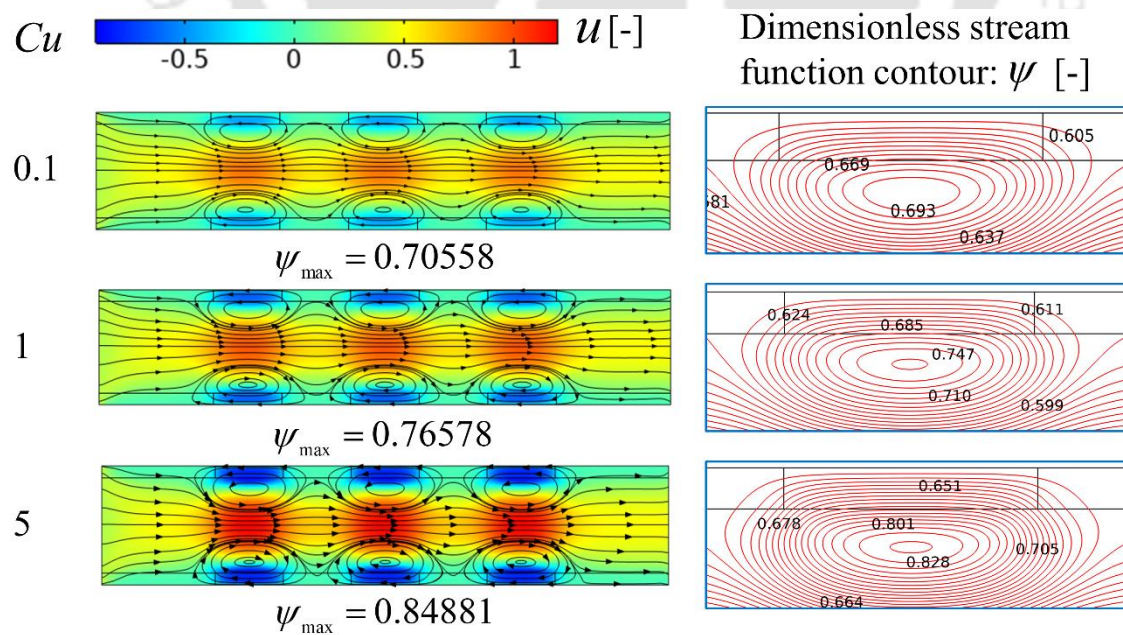 Cu
-0.5 0 0.5 1
u [-]
Dimensionless stream
function contour: ψ [-]
0.1
ψmax = 0.70558
0.605
0.669
0.693
0.637
1
ψmax = 0.76578
0.624
0.611
0.685
0.747
0.710
0.599
5
ψmax = 0.84881
0.651
0.678
0.801
0.705
0.828
0.664